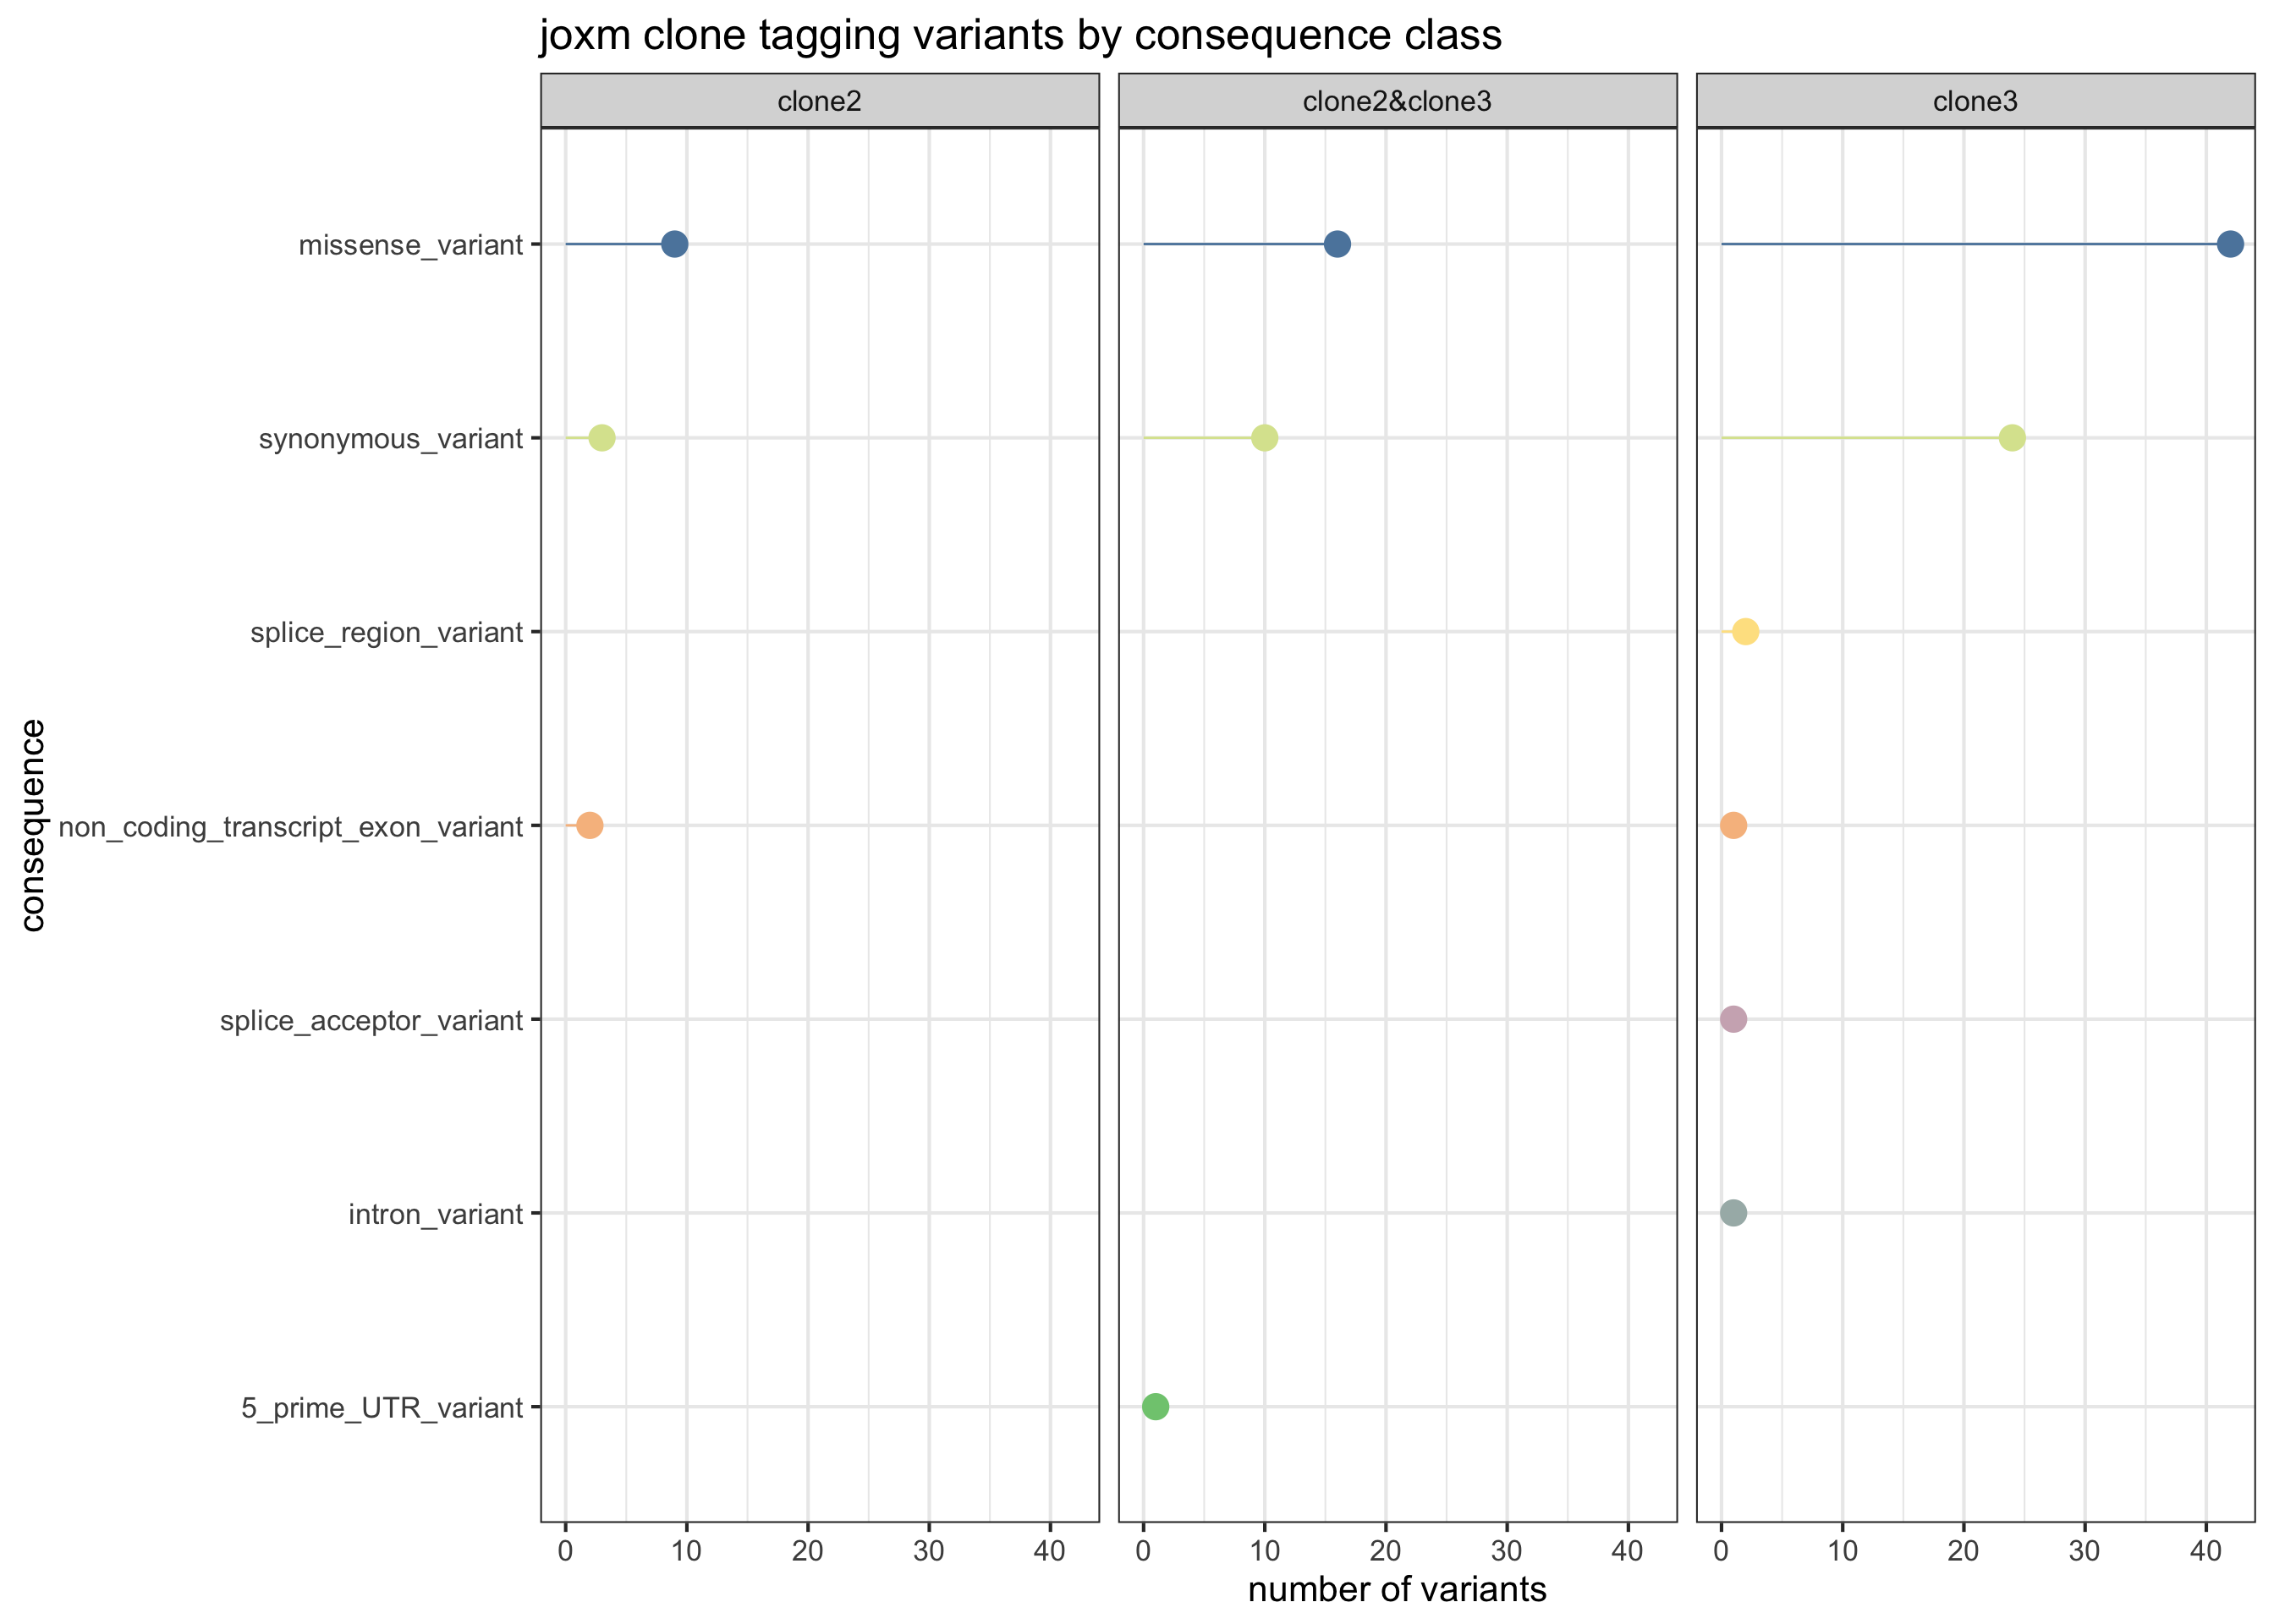 joxm clone tagging variants by consequence class
clone2
clone2&clone3
clone3
consequence
missense_variant
synonymous_variant
splice_region_variant
non_coding_transcript_exon_variant
splice_acceptor_variant
intron_variant
5_prime_UTR_variant
0 10 20 30 40
0 10 20 30 40
0 10 20 30 40
number of variants